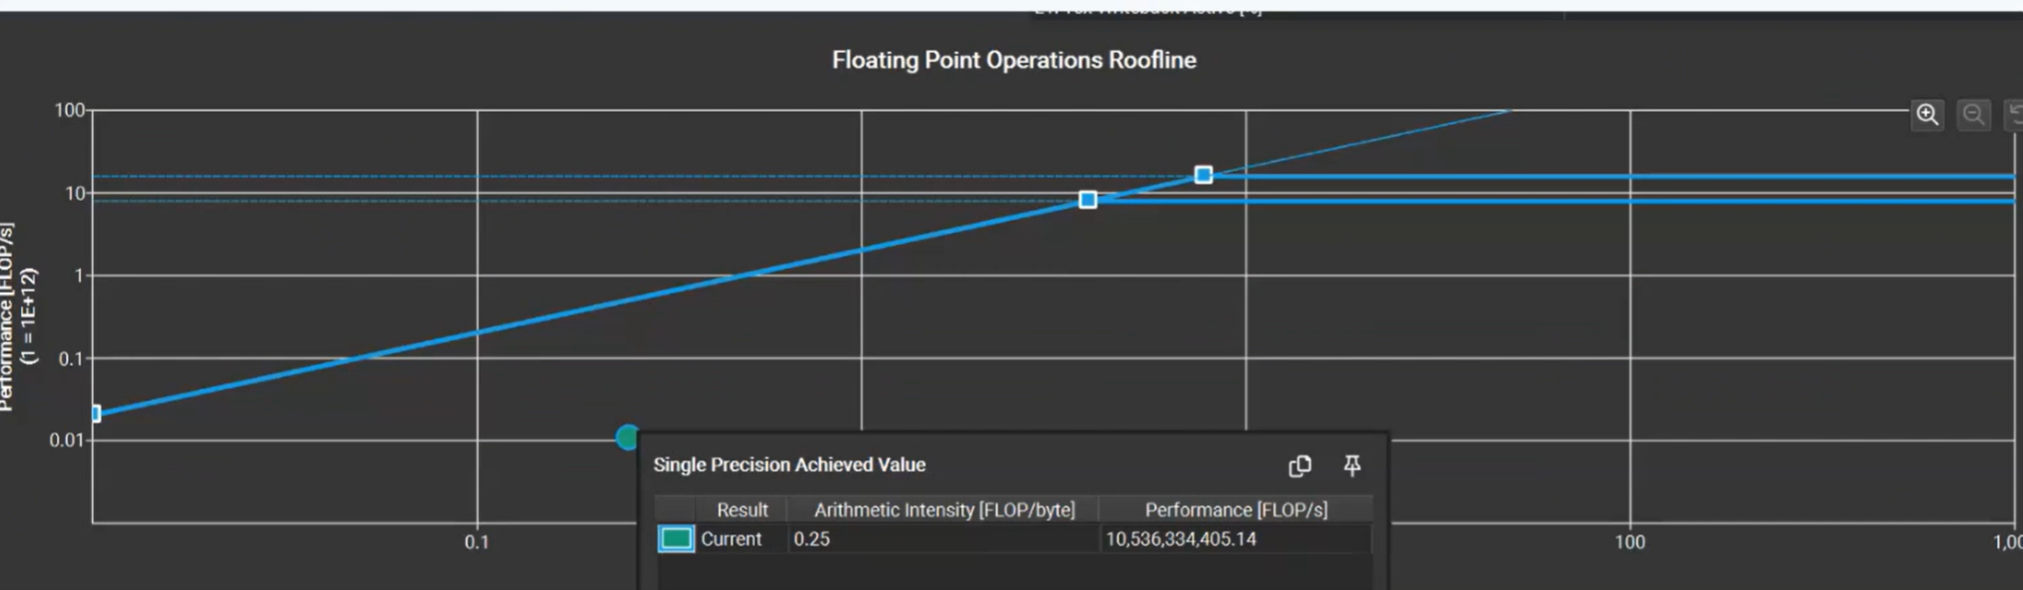 Floating Point Operations Roofline
100
10
1
0.1
0.01
Performance [FLOP/s]
(1 = 1E+12)
Single Precision Achieved Value
Result Arithmetic Intensity [FLOP/byte] Performance [FLOP/s]
Current 0.25 10,536,334,405.14
0.1 100 1,00